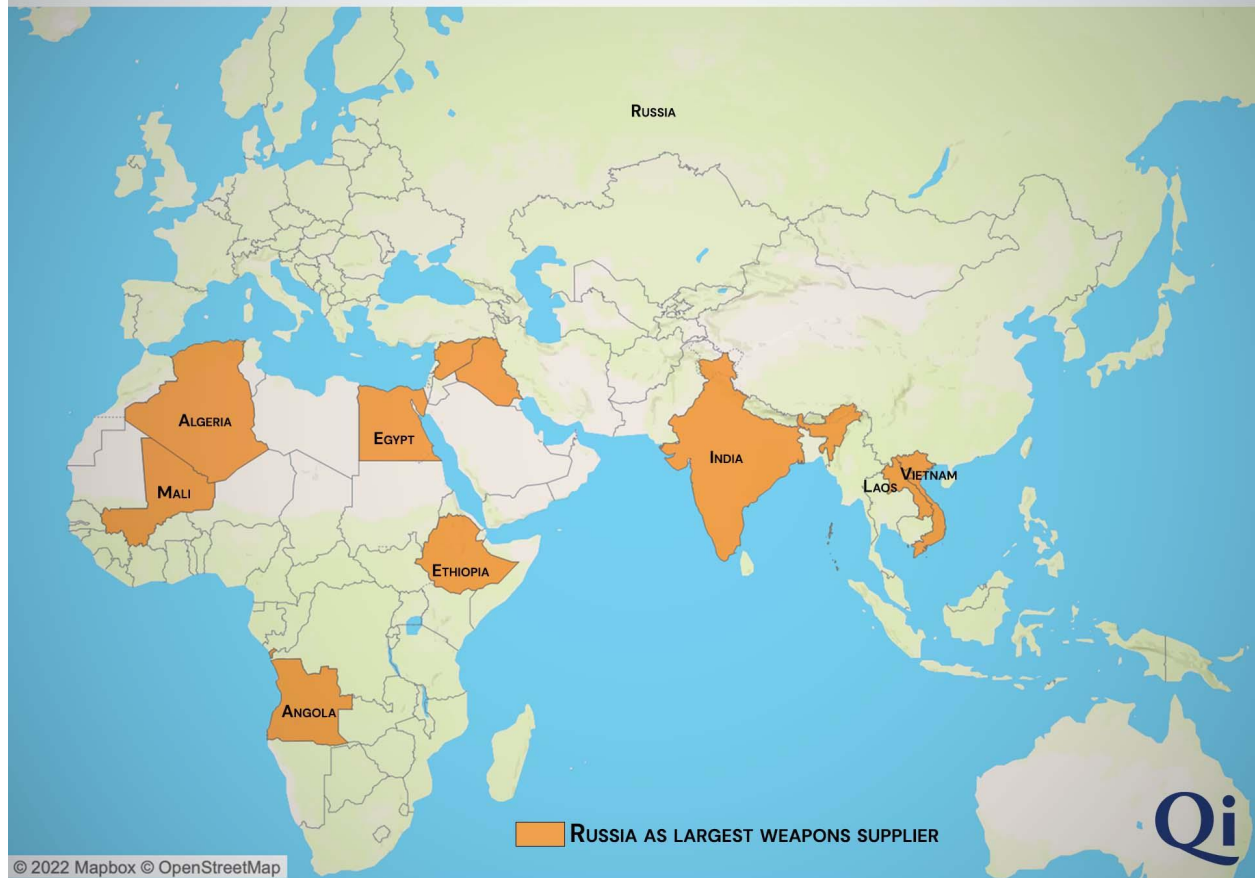 Russia
Algeria
Egypt
Mali
India
Vietnam
Laos
Ethiopia
Angola
Russia as largest weapons supplier
Qi
© 2022 Mapbox © OpenStreetMap